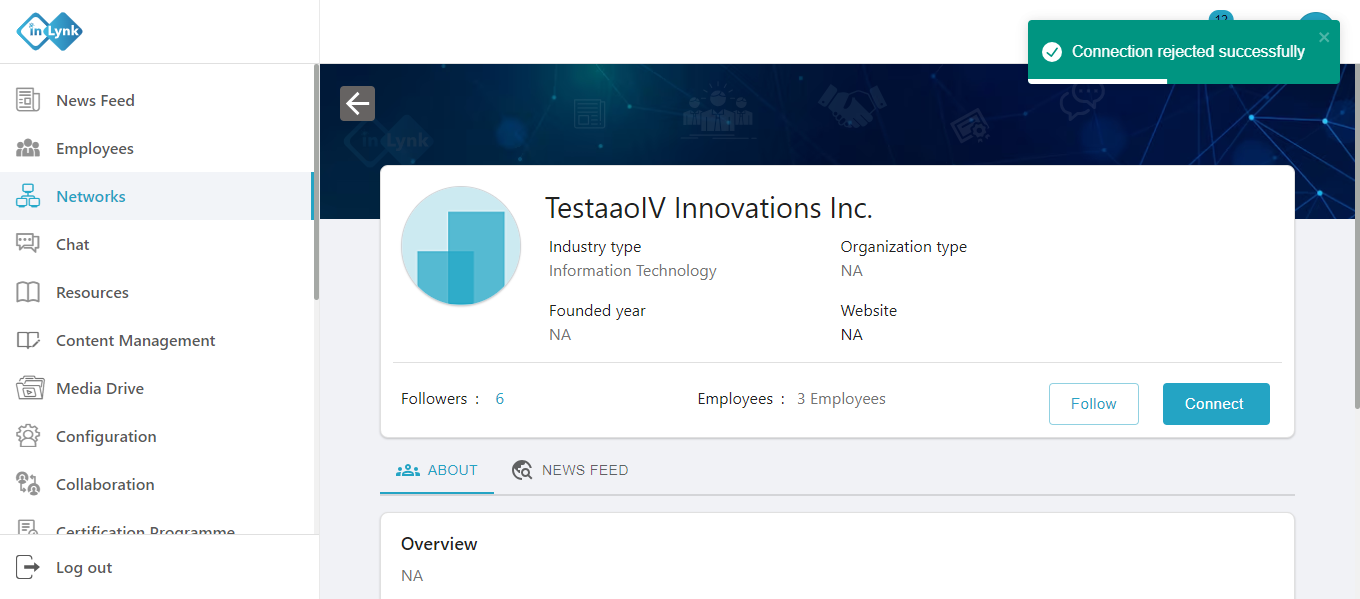 inLynk
12
Connection rejected successfully
News Feed
Employees
Networks
Chat
Resources
Content Management
Media Drive
Configuration
Collaboration
Certification Programme
Log out
inLynk
TestaaoIV Innovations Inc.
Industry type
Organization type
Information Technology
NA
Founded year
Website
NA
NA
Followers : 6
Employees : 3 Employees
Follow
Connect
ABOUT
NEWS FEED
Overview
NA